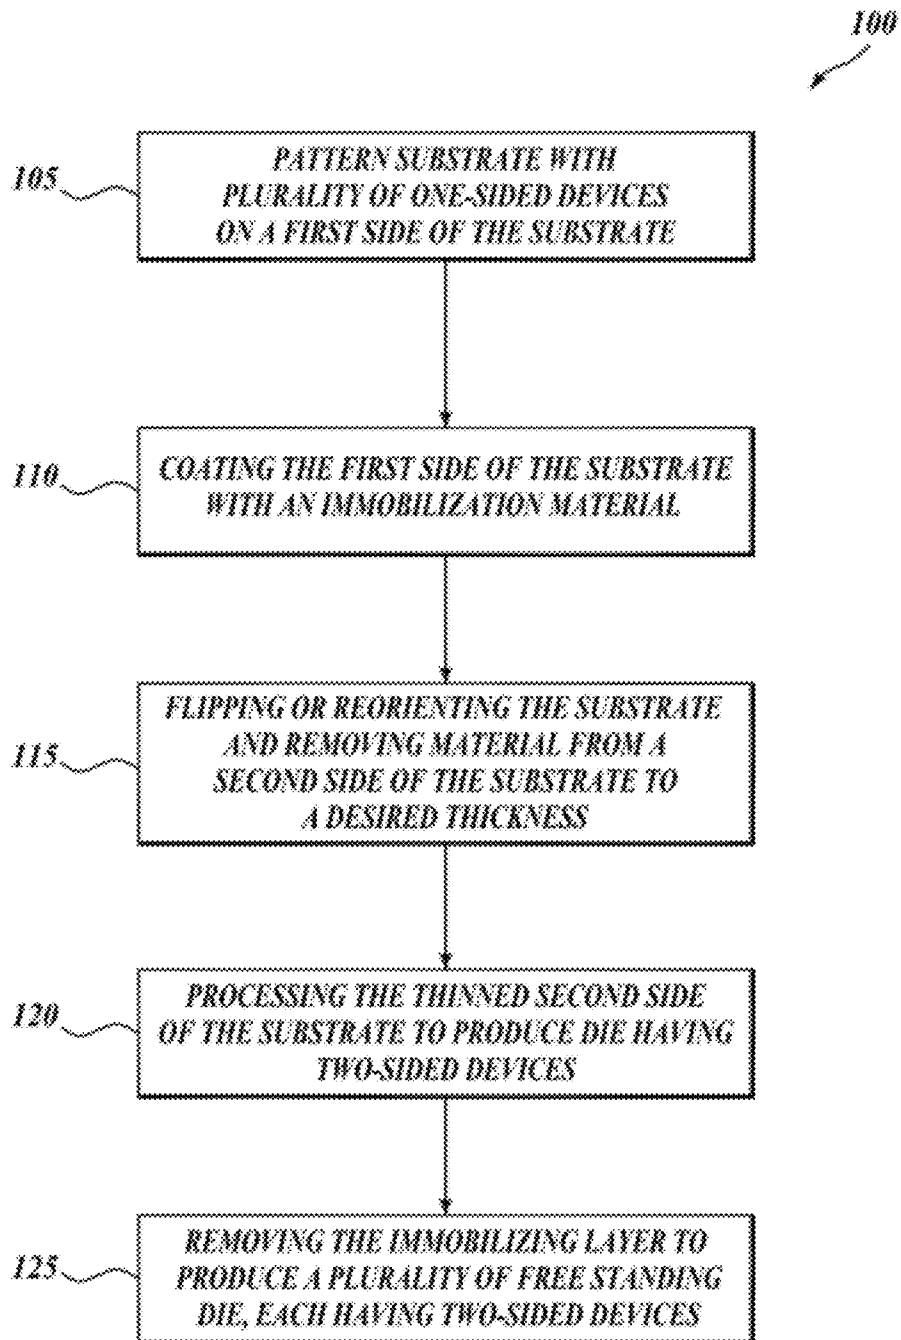 100
105
PATTERN SUBSTRATE WITH
PLURALITY OF ONE-SIDED DEVICES
ON A FIRST SIDE OF THE SUBSTRATE
110
COATING THE FIRST SIDE OF THE SUBSTRATE
WITH AN IMMOBILIZATION MATERIAL
115
FLIPPING OR REORIENTING THE SUBSTRATE
AND REMOVING MATERIAL FROM A
SECOND SIDE OF THE SUBSTRATE TO
A DESIRED THICKNESS
120
PROCESSING THE THINNED SECOND SIDE
OF THE SUBSTRATE TO PRODUCE DIE HAVING
TWO-SIDED DEVICES
125
REMOVING THE IMMOBILIZING LAYER TO
PRODUCE A PLURALITY OF FREE STANDING
DIE, EACH HAVING TWO-SIDED DEVICES